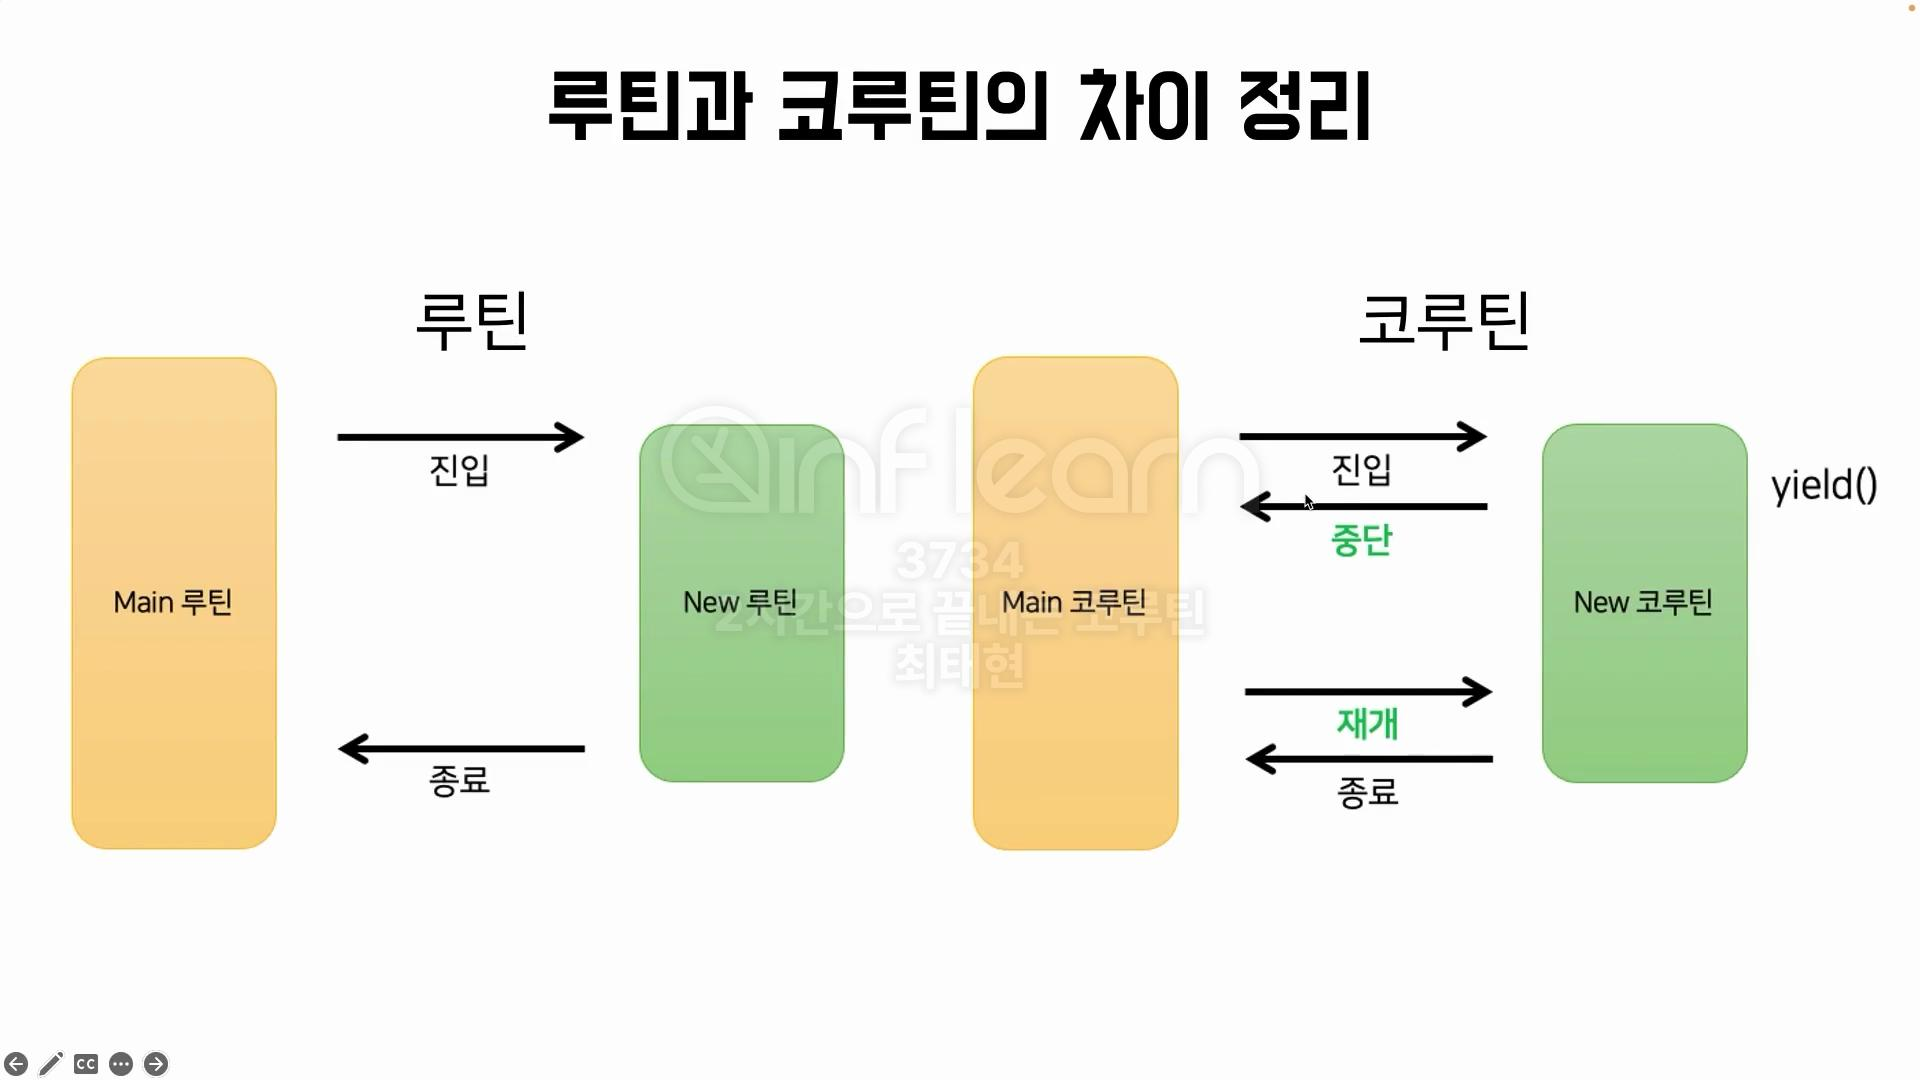 루틴과 코루틴의 차이 정리
루틴
진입
Main 루틴
New 루틴
종료
코루틴
진입
중단
yield()
Main 코루틴
New 코루틴
재개
종료
inflearn
3734
2시간으로 끝내는 코루틴
최태현
CC